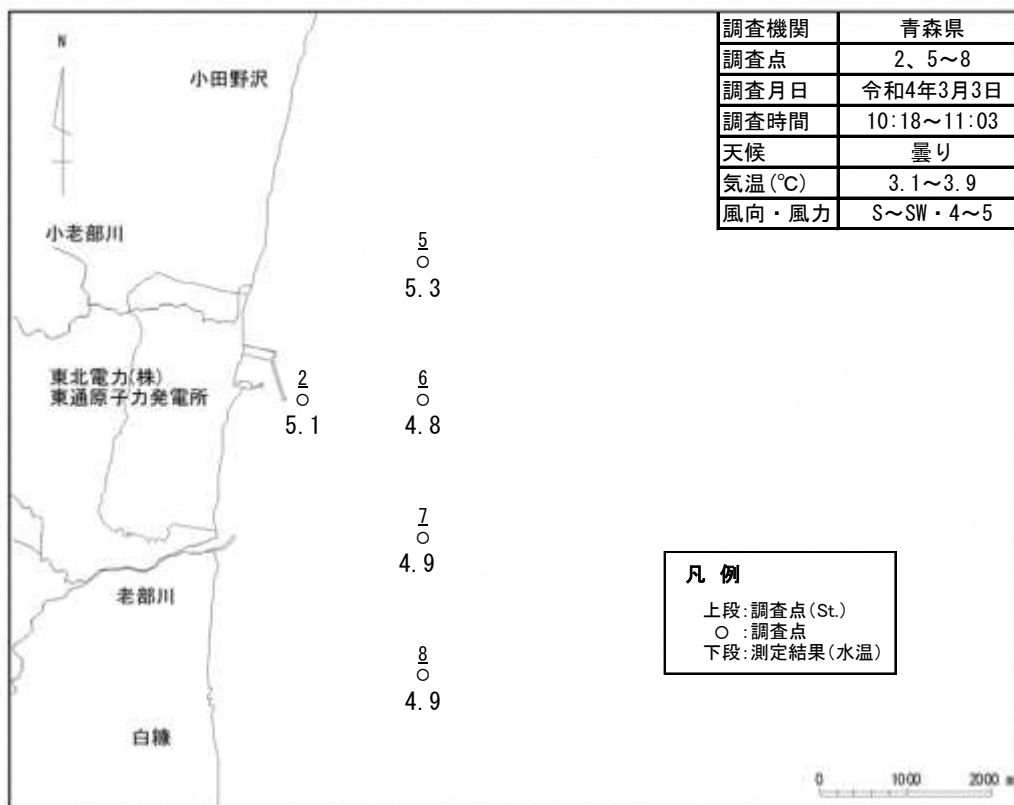 調査機関 青森県
調査点 2、5～8
調査月日 令和4年3月3日
調査時間 10:18～11:03
天候 曇り
気温(℃) 3.1～3.9
風向・風力 S～SW・4～5
N
小田野沢
小老部川
5
○
5.3
東北電力(株)
東通原子力発電所
2
○
5.1
6
○
4.8
7
○
4.9
老部川
8
○
4.9
白糠
凡 例
上段:調査点(St.)
○ :調査点
下段:測定結果(水温)
0 1000 2000 m